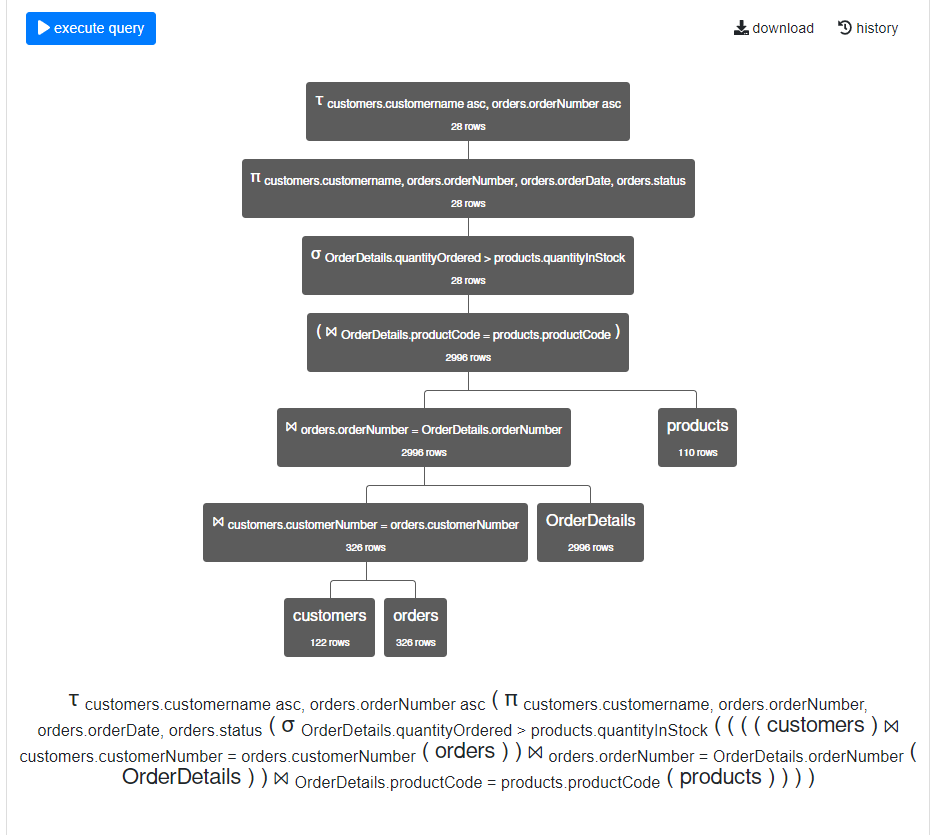 execute query
download
history
τ customers.customername asc, orders.orderNumber asc
28 rows
π customers.customername, orders.orderNumber, orders.orderDate, orders.status
28 rows
σ OrderDetails.quantityOrdered > products.quantityInStock
28 rows
( ⋈ OrderDetails.productCode = products.productCode )
2996 rows
⋈ orders.orderNumber = OrderDetails.orderNumber
2996 rows
products
110 rows
⋈ customers.customerNumber = orders.customerNumber
326 rows
OrderDetails
2996 rows
customers
122 rows
orders
326 rows
τ customers.customername asc, orders.orderNumber asc ( π customers.customername, orders.orderNumber,
orders.orderDate, orders.status ( σ OrderDetails.quantityOrdered > products.quantityInStock ( ( ( ( customers ) ⋈
customers.customerNumber = orders.customerNumber ( orders ) ) ⋈ orders.orderNumber = OrderDetails.orderNumber (
OrderDetails ) ) ⋈ OrderDetails.productCode = products.productCode ( products ) ) ) )